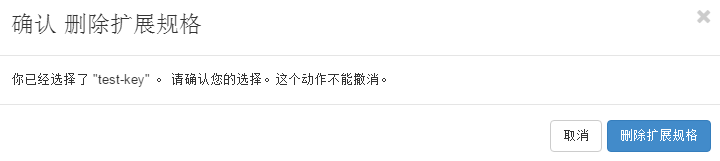 确认 删除扩展规格
你已经选择了 "test-key" 。 请确认您的选择。这个动作不能撤消。
取消
删除扩展规格